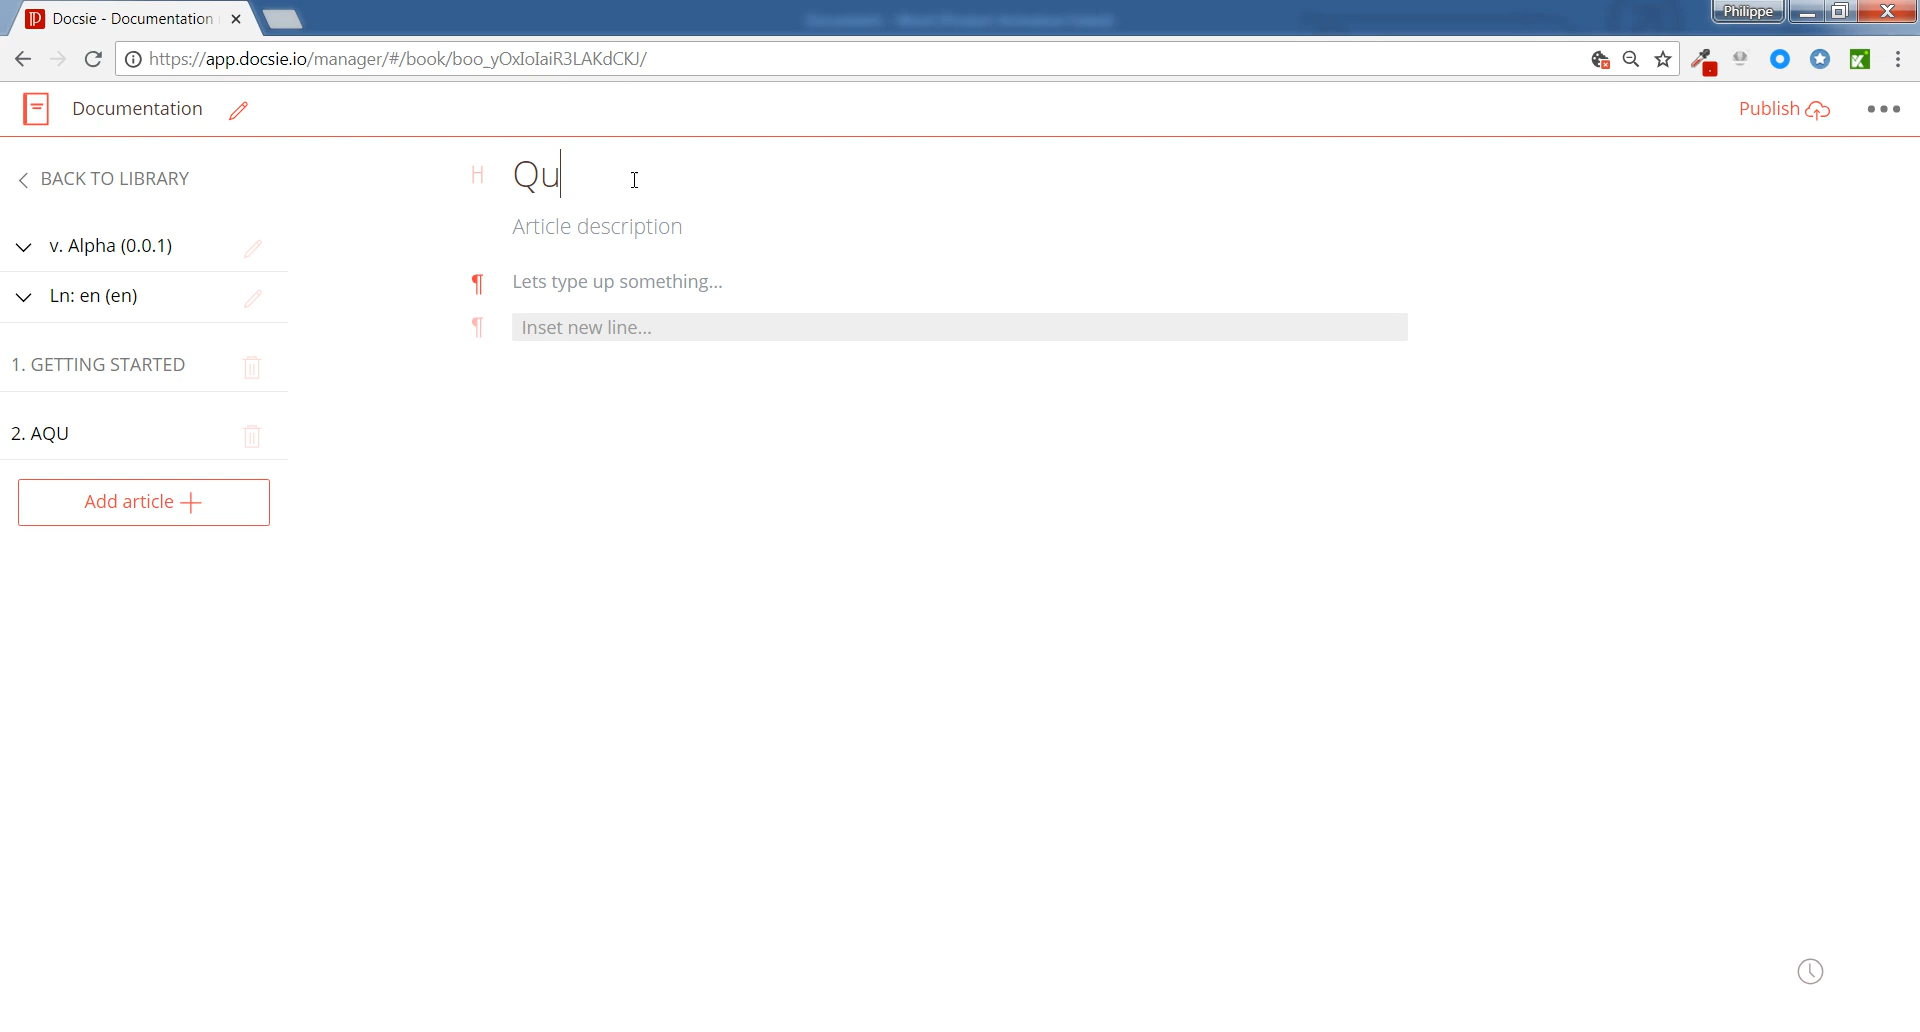 Docsie - Documentation
Philippe
https://app.docsie.io/manager/#/book/boo_yOxIoIaiR3LAKdCKJ/
Documentation
Publish
BACK TO LIBRARY
H
Qu
Article description
v. Alpha (0.0.1)
¶ Lets type up something...
Ln: en (en)
¶ Inset new line...
1. GETTING STARTED
2. AQU
Add article